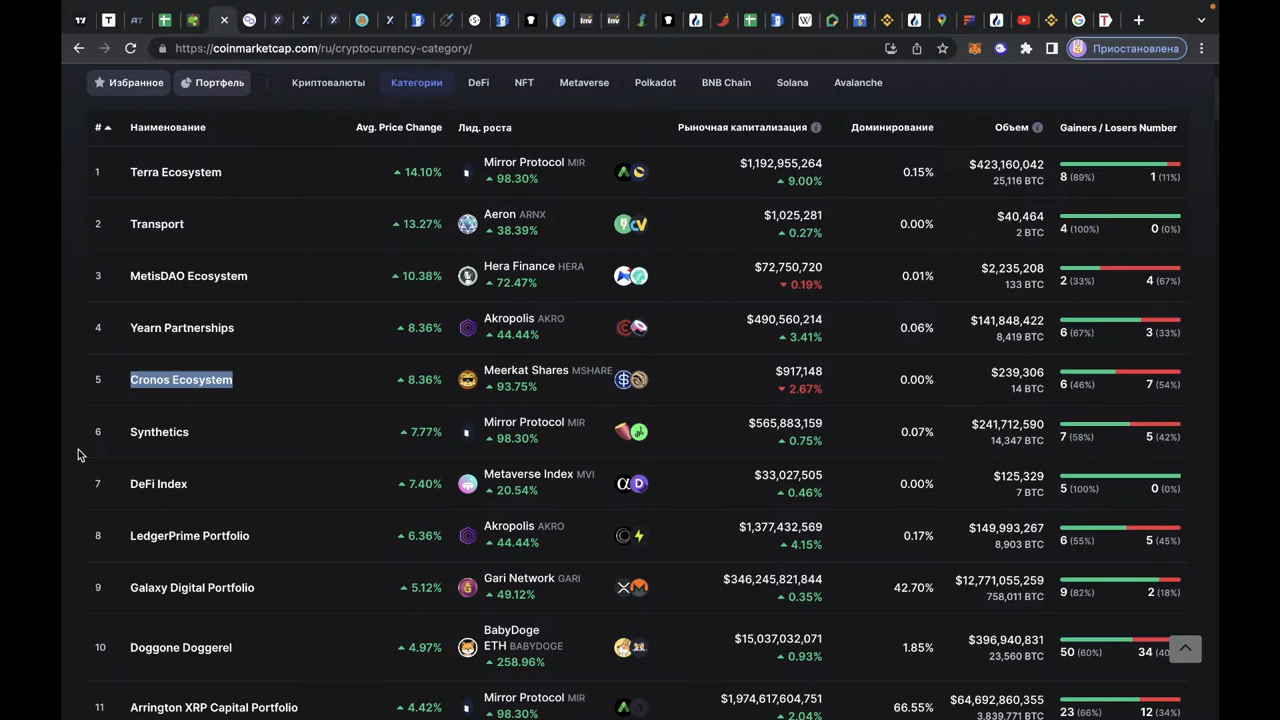 https://coinmarketcap.com/ru/cryptocurrency-category/
Приостановлена
Избранное Портфель Криптовалюты Категории DeFi NFT Metaverse Polkadot BNB Chain Solana Avalanche
# Наименование Avg. Price Change Лид. роста Рыночная капитализация Доминирование Объем Gainers / Losers Number
1 Terra Ecosystem 14.10% Mirror Protocol MIR $1,192,955,264 0.15% $423,160,042
98.30% 9.00% 25,116 BTC 8 (89%) 1 (11%)
2 Transport 13.27% Aeron ARNX $1,025,281 0.00% $40,464
38.39% 0.27% 2 BTC 4 (100%) 0 (0%)
3 MetisDAO Ecosystem 10.38% Hera Finance HERA $72,750,720 0.01% $2,235,208
72.47% 0.19% 133 BTC 2 (33%) 4 (67%)
4 Yearn Partnerships 8.36% Akropolis AKRO $490,560,214 0.06% $141,848,422
44.44% 3.41% 8,419 BTC 6 (67%) 3 (33%)
5 Cronos Ecosystem 8.36% Meerkat Shares MSHARE $917,148 0.00% $239,306
93.75% 2.67% 14 BTC 6 (46%) 7 (54%)
6 Synthetics 7.77% Mirror Protocol MIR $565,883,159 0.07% $241,712,590
98.30% 0.75% 14,347 BTC 7 (58%) 5 (42%)
7 DeFi Index 7.40% Metaverse Index MVI $33,027,505 0.00% $125,329
20.54% 0.46% 7 BTC 5 (100%) 0 (0%)
8 LedgerPrime Portfolio 6.36% Akropolis AKRO $1,377,432,569 0.17% $149,993,267
44.44% 4.15% 8,903 BTC 6 (55%) 5 (45%)
9 Galaxy Digital Portfolio 5.12% Gari Network GARI $346,245,821,844 42.70% $12,771,055,259
49.12% 0.35% 758,011 BTC 9 (82%) 2 (18%)
10 Doggone Doggerel 4.97% BabyDoge
ETH BABYDOGE $15,037,032,071 1.85% $396,940,831
258.96% 0.93% 23,560 BTC 50 (60%) 34 (40
11 Arrington XRP Capital Portfolio 4.42% Mirror Protocol MIR $1,974,617,604,751 66.55% $64,692,860,355
98.30% 2.04% 3,839,771 BTC 23 (66%) 12 (34%)